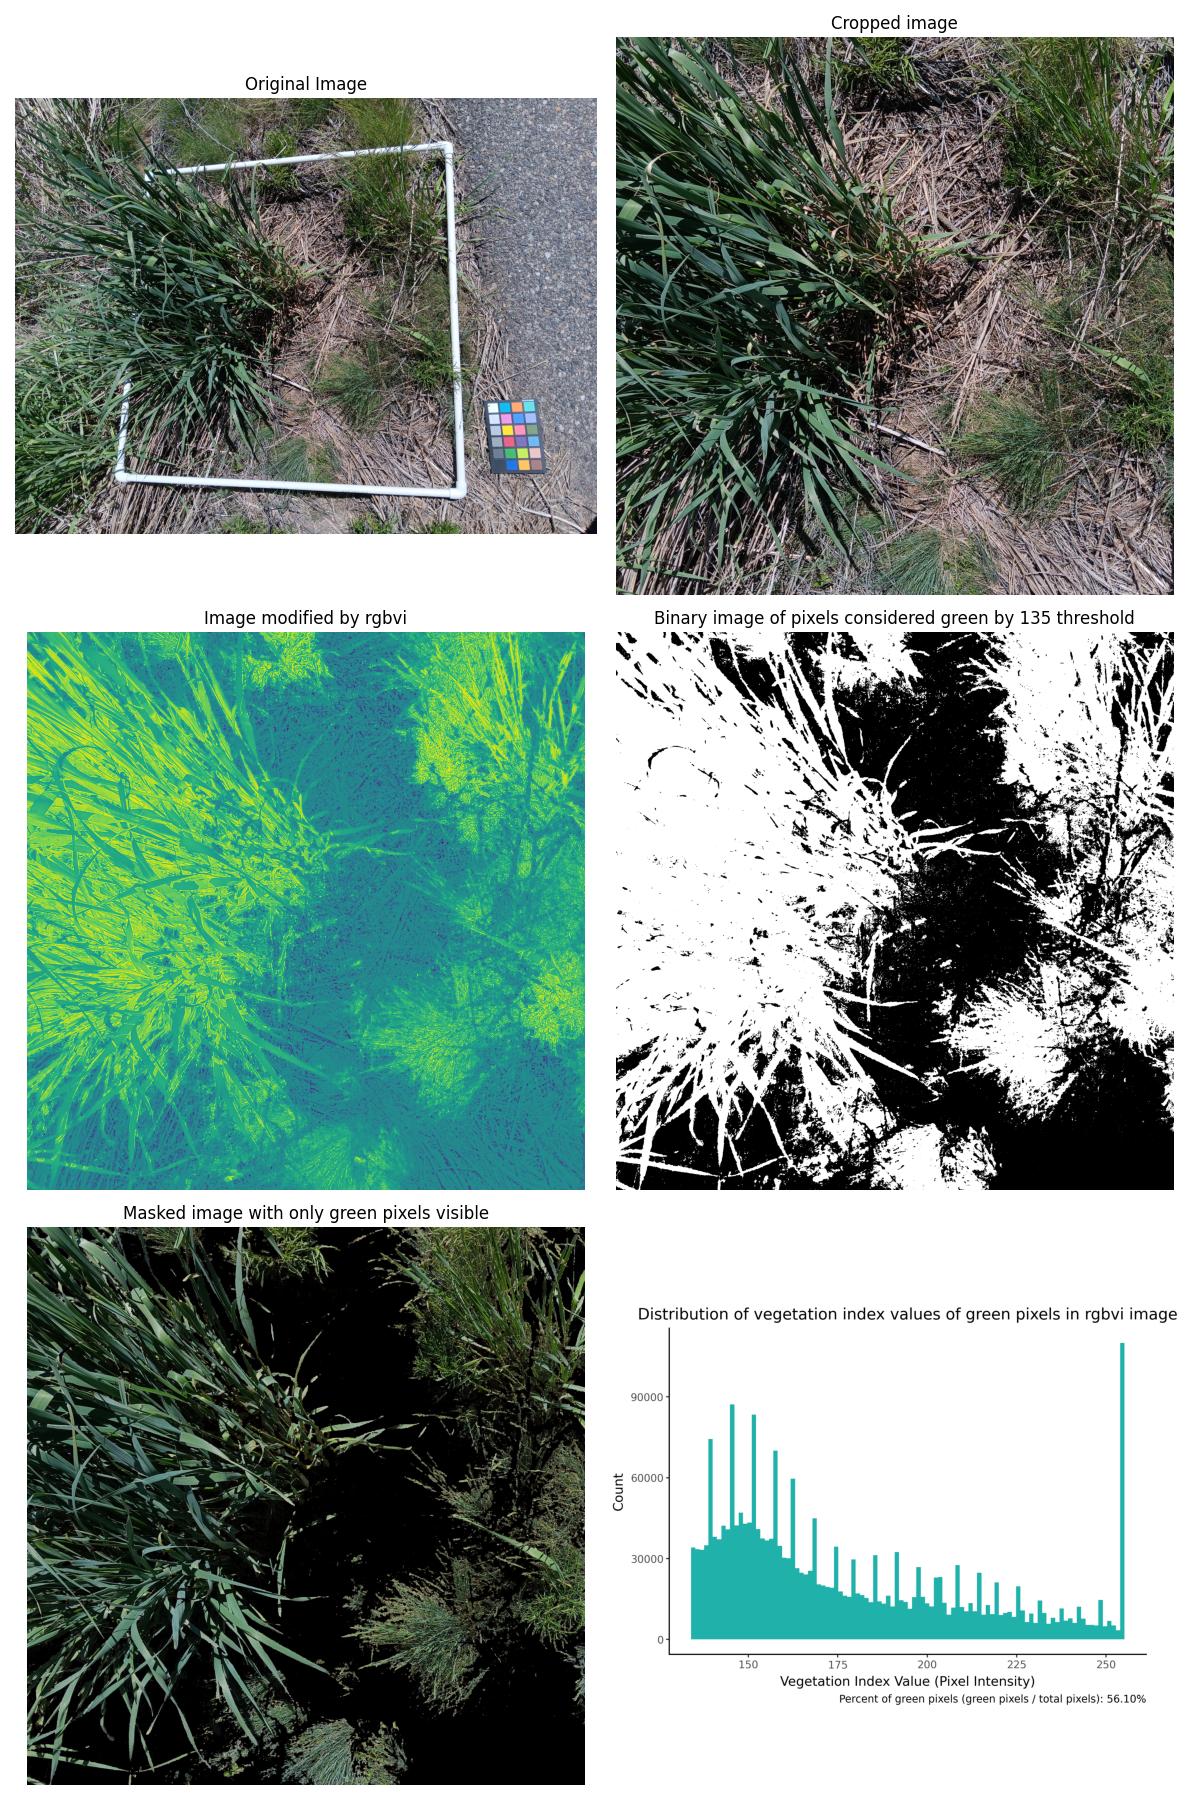 Original Image
Cropped image
Image modified by rgbvi
Binary image of pixels considered green by 135 threshold
Masked image with only green pixels visible
Distribution of vegetation index values of green pixels in rgbvi image
Count
90000
60000
30000
0
150 175 200 225 250
Vegetation Index Value (Pixel Intensity)
Percent of green pixels (green pixels / total pixels): 56.10%